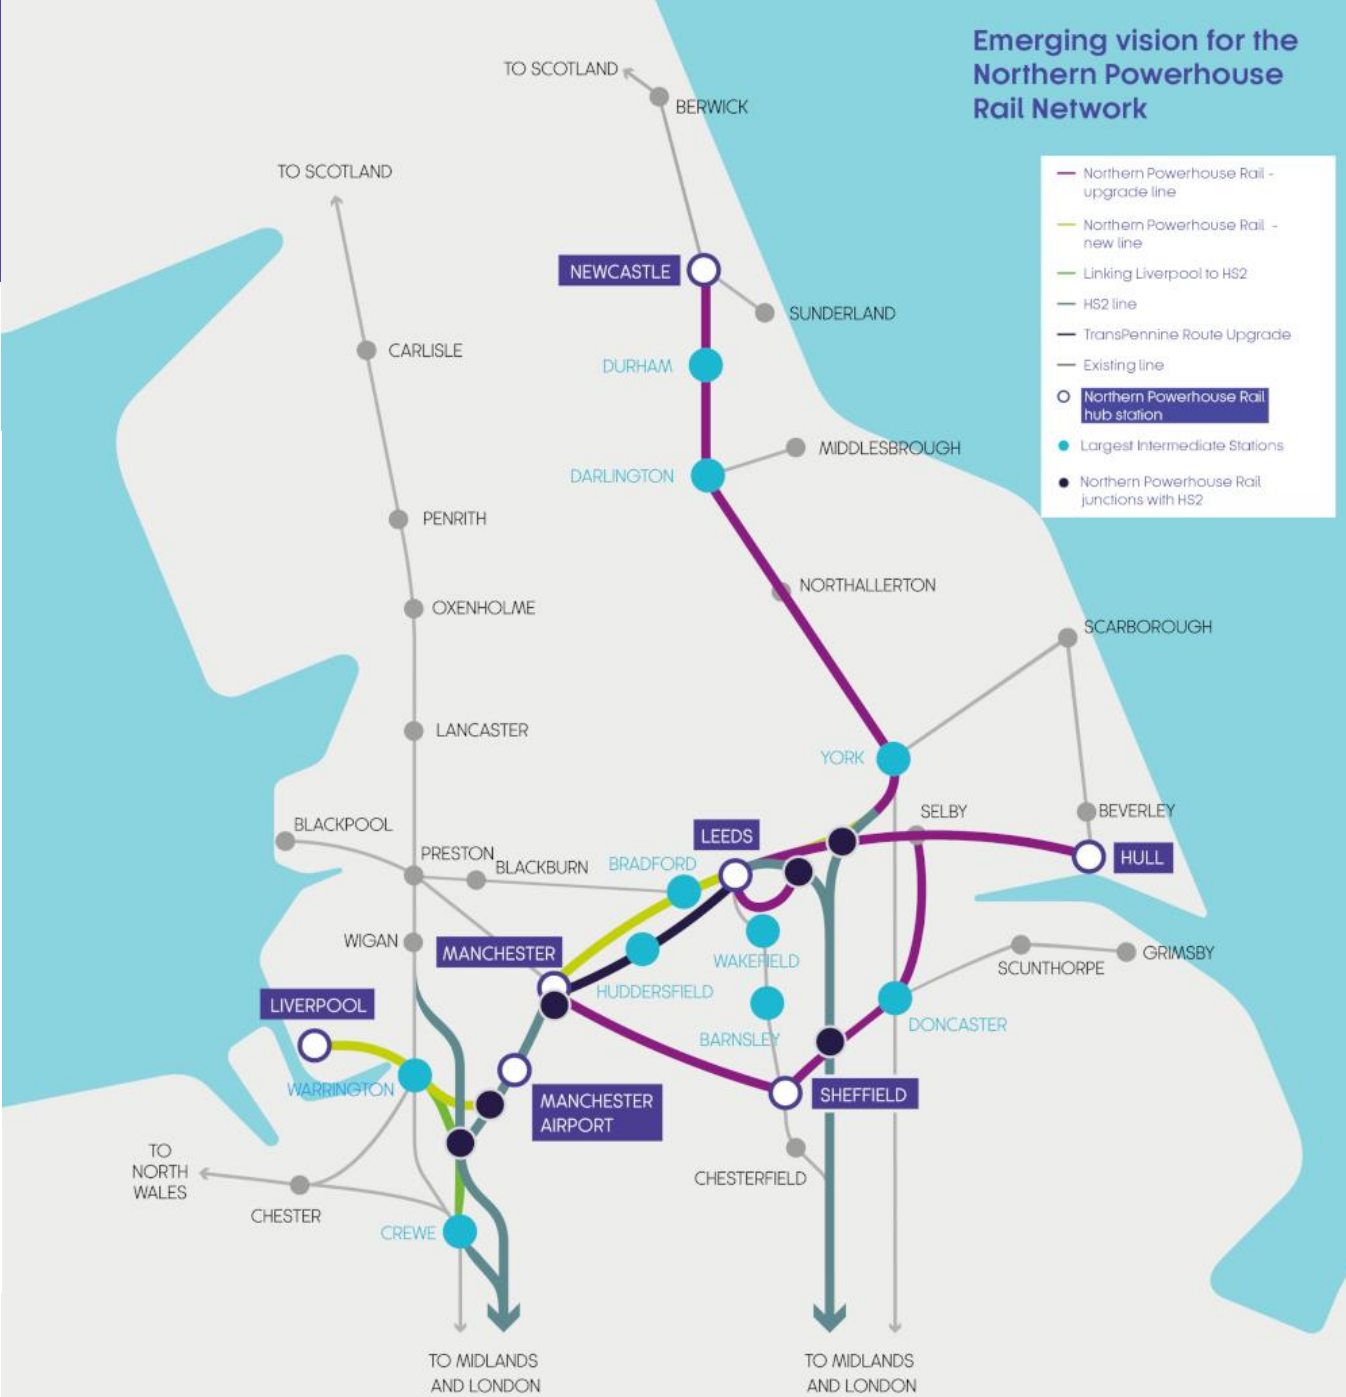 Emerging vision for the
Northern Powerhouse
Rail Network
Northern Powerhouse Rail -
upgrade line
Northern Powerhouse Rail -
new line
Linking Liverpool to HS2
HS2 line
TransPennine Route Upgrade
Existing line
Northern Powerhouse Rail
hub station
Largest Intermediate Stations
Northern Powerhouse Rail
junctions with HS2
TO SCOTLAND
BERWICK
TO SCOTLAND
NEWCASTLE
SUNDERLAND
CARLISLE
DURHAM
MIDDLESBROUGH
DARLINGTON
PENRITH
NORTHALLERTON
OXENHOLME
SCARBOROUGH
LANCASTER
YORK
SELBY
BEVERLEY
BLACKPOOL
LEEDS
PRESTON
BLACKBURN
BRADFORD
HULL
WIGAN
MANCHESTER
WAKEFIELD
GRIMSBY
SCUNTHORPE
HUDDERSFIELD
LIVERPOOL
DONCASTER
BARNSLEY
WARRINGTON
SHEFFIELD
MANCHESTER
AIRPORT
TO
NORTH
WALES
CHESTERFIELD
CHESTER
CREWE
TO MIDLANDS
AND LONDON
TO MIDLANDS
AND LONDON